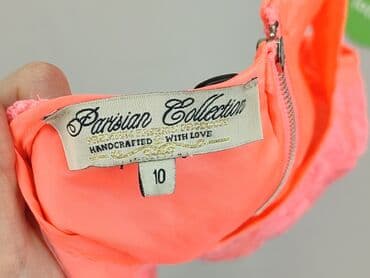 Parisian Collection
HANDCRAFTED WITH LOVE
10